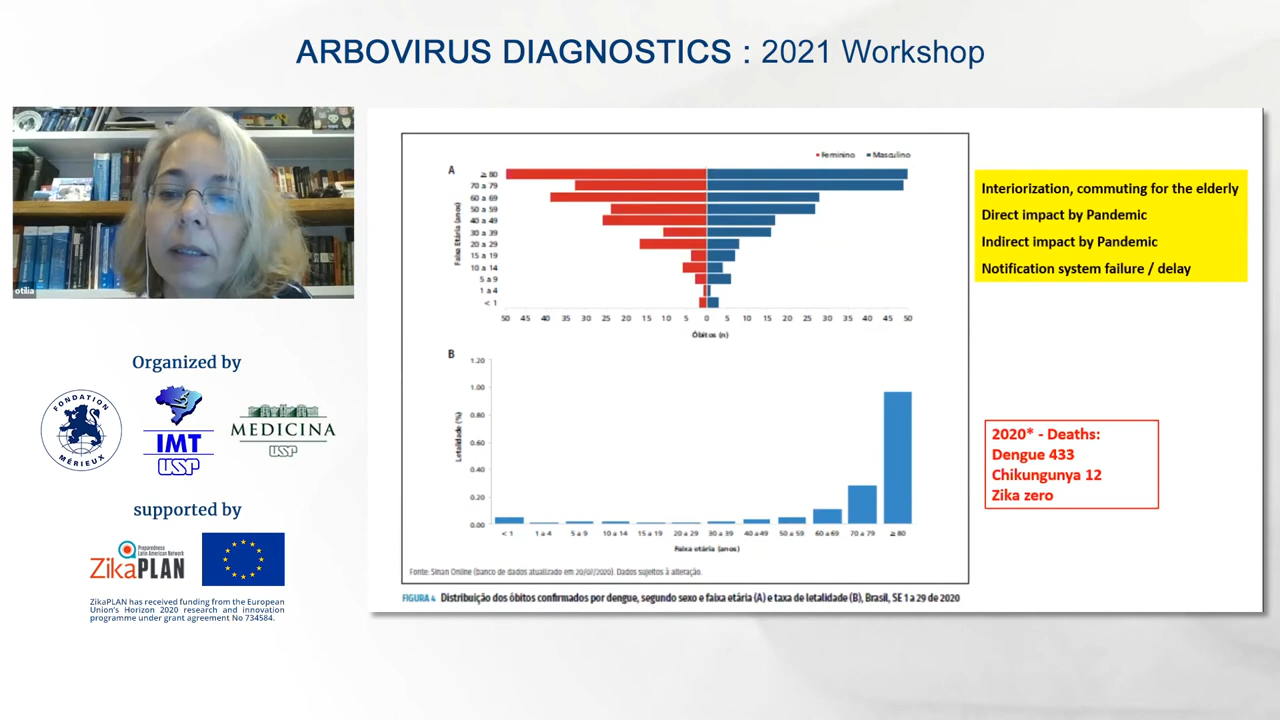 ARBOVIRUS DIAGNOSTICS : 2021 Workshop
otilia
Organized by
FONDATION
MÉRIEUX
IMT
USP
MEDICINA
USP
supported by
Preparedness
Latin American Network
ZikaPLAN
ZikaPLAN has received funding from the European
Union's Horizon 2020 research and innovation
programme under grant agreement No 734584.
A
Feminino Masculino
Faixa Etária (anos)
≥ 80
70 a 79
60 a 69
50 a 59
40 a 49
30 a 39
20 a 29
15 a 19
10 a 14
5 a 9
1 a 4
< 1
50 45 40 35 30 25 20 15 10 5 0 5 10 15 20 25 30 35 40 45 50
Óbitos (n)
B
Letalidade (%)
1.20
1.00
0.80
0.60
0.40
0.20
0.00
< 1 1 a 4 5 a 9 10 a 14 15 a 19 20 a 29 30 a 39 40 a 49 50 a 59 60 a 69 70 a 79 ≥ 80
Faixa etária (anos)
Fonte: Sinan Online (banco de dados atualizado em 20/07/2020). Dados sujeitos à alteração.
FIGURA 4 Distribuição dos óbitos confirmados por dengue, segundo sexo e faixa etária (A) e taxa de letalidade (B), Brasil, SE 1 a 29 de 2020
Interiorization, commuting for the elderly
Direct impact by Pandemic
Indirect impact by Pandemic
Notification system failure / delay
2020* - Deaths:
Dengue 433
Chikungunya 12
Zika zero